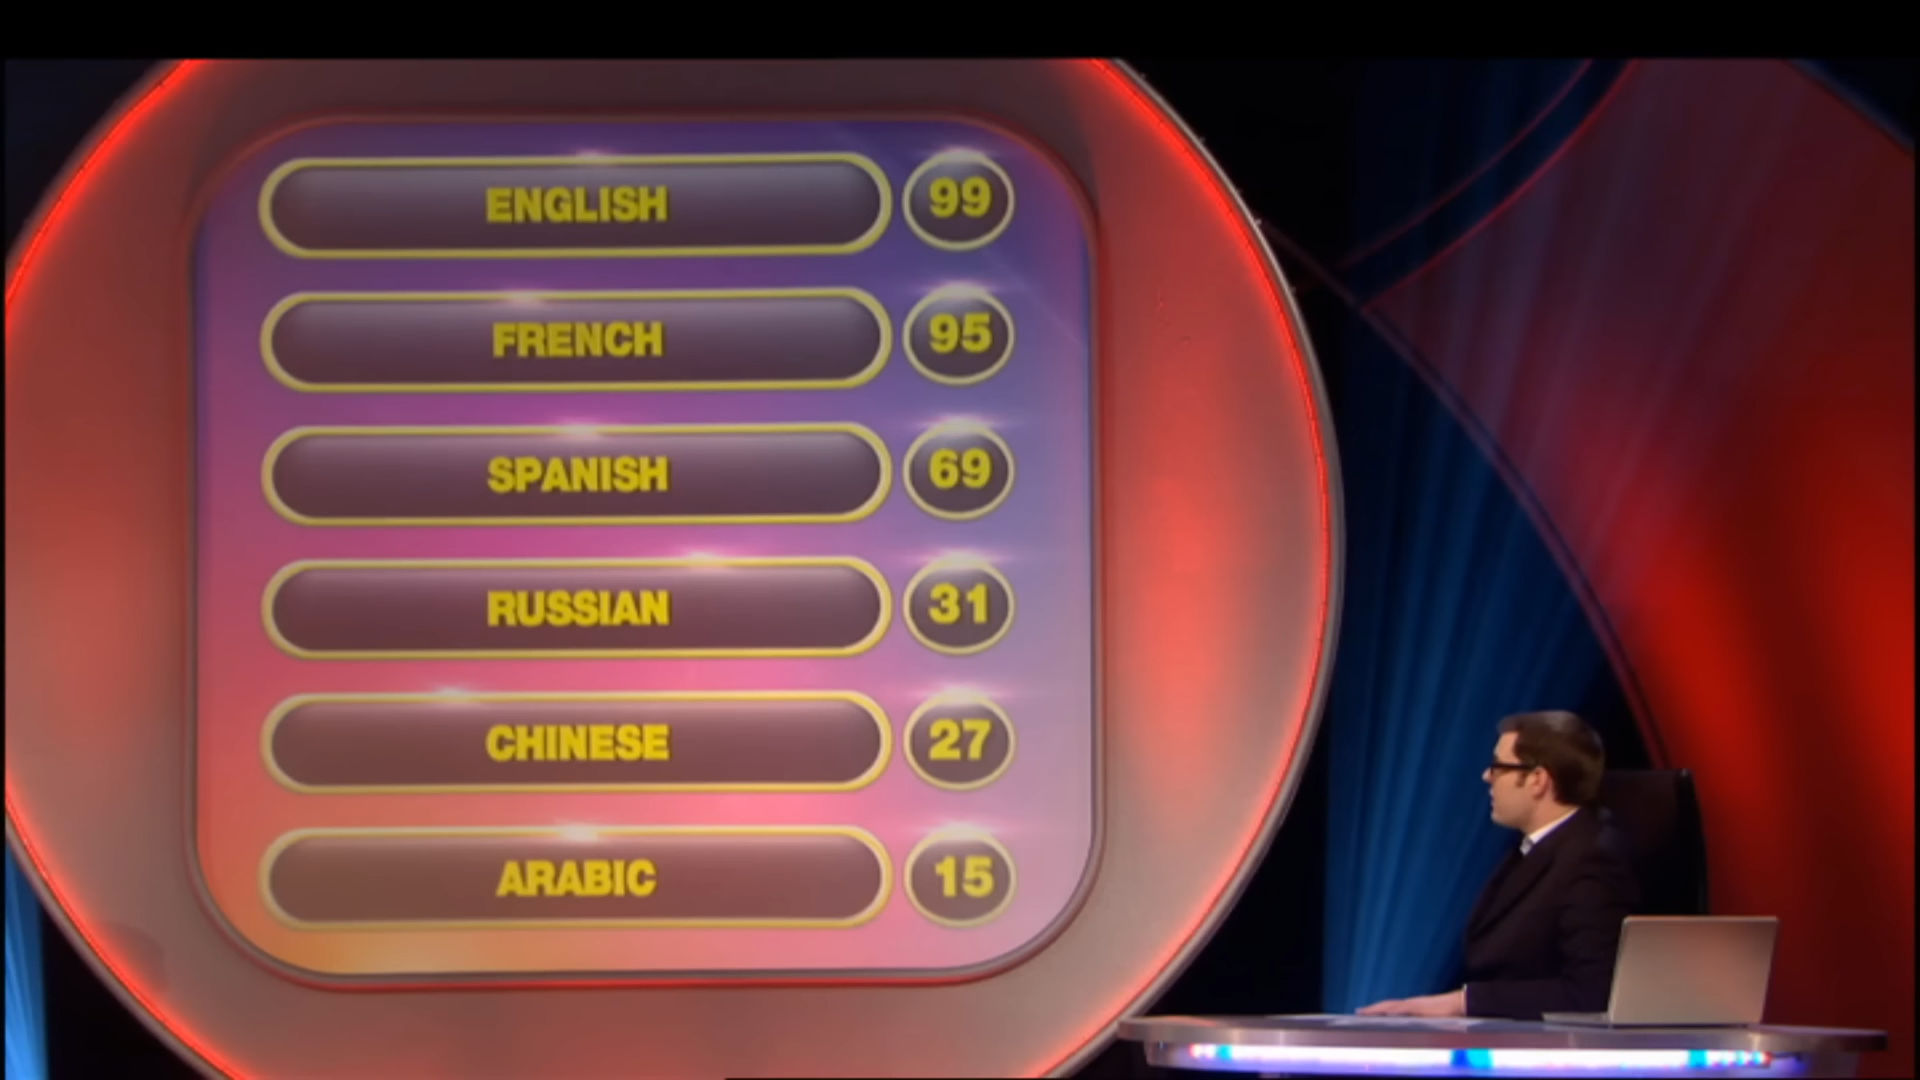 ENGLISH 99
FRENCH 95
SPANISH 69
RUSSIAN 31
CHINESE 27
ARABIC 15